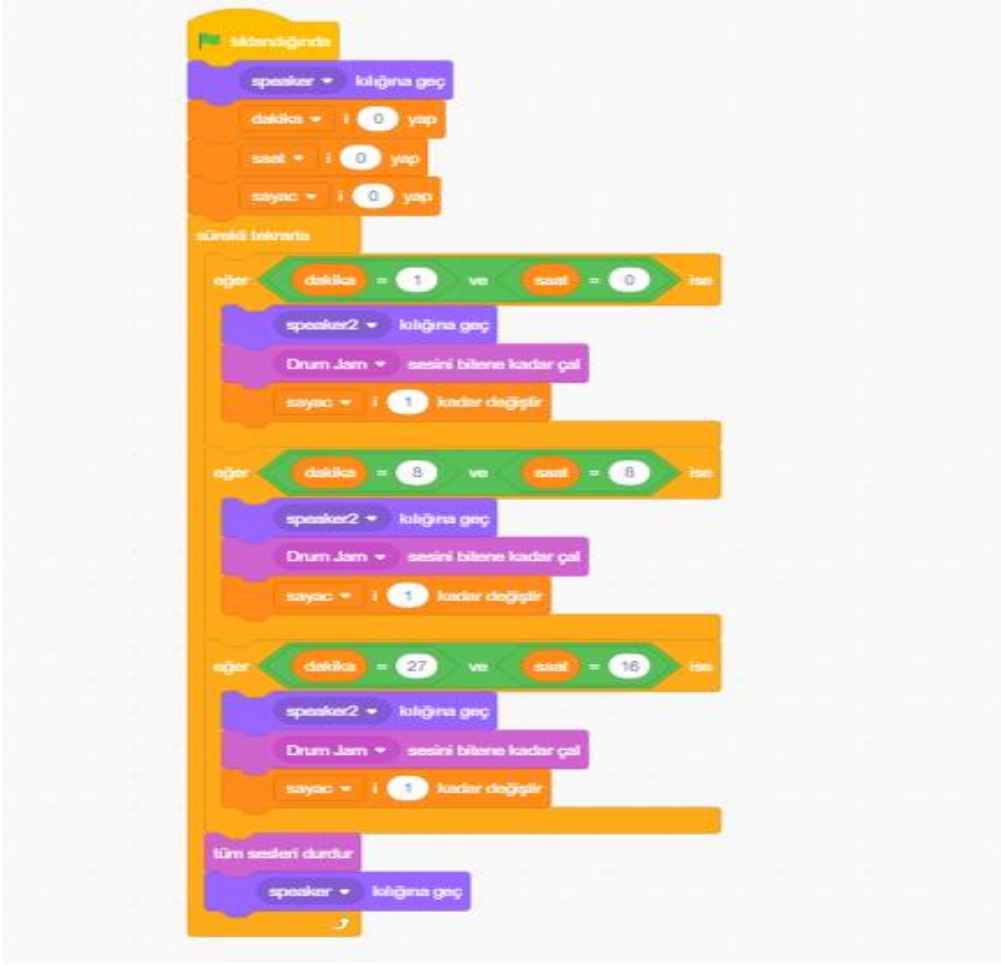 tıklandığında
speaker kılığına geç
dakika i 0 yap
saat i 0 yap
sayac i 0 yap
sürekli tekrarla
eğer dakika = 1 ve saat = 0 ise
speaker2 kılığına geç
Drum Jam sesini bitene kadar çal
sayac i 1 kadar değiştir
eğer dakika = 8 ve saat = 8 ise
speaker2 kılığına geç
Drum Jam sesini bitene kadar çal
sayac i 1 kadar değiştir
eğer dakika = 27 ve saat = 16 ise
speaker2 kılığına geç
Drum Jam sesini bitene kadar çal
sayac i 1 kadar değiştir
tüm sesleri durdur
speaker kılığına geç